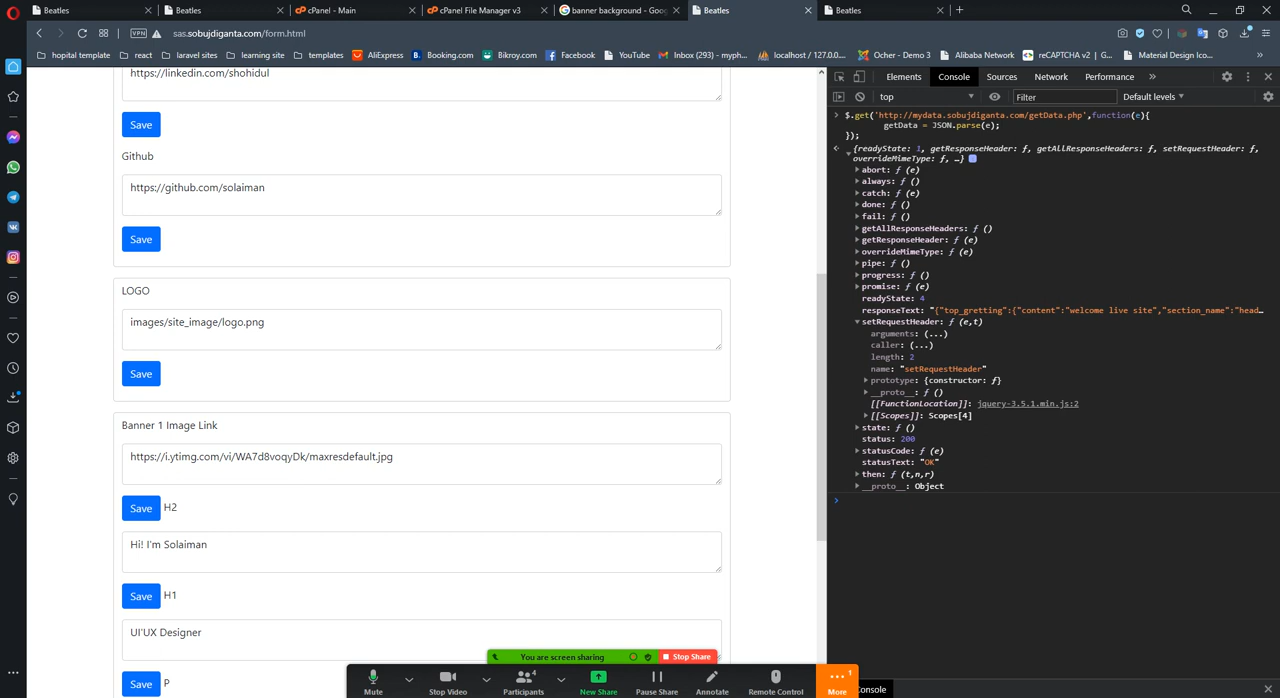 Beatles
Beatles
cPanel - Main
cPanel File Manager v3
banner background - Goog
Beatles
Beatles
VPN
sas.sobujdiganta.com/form.html
hopital template
react
laravel sites
learning site
templates
AliExpress
Booking.com
Bikroy.com
Facebook
YouTube
Inbox (293) - myph...
localhost / 127.0.0....
Ocher - Demo 3
Alibaba Network
reCAPTCHA v2 | G...
Material Design Ico...
https://linkedin.com/shohidul
Save
Github
https://github.com/solaiman
Save
LOGO
images/site_image/logo.png
Save
Banner 1 Image Link
https://i.ytimg.com/vi/WA7d8voqyDk/maxresdefault.jpg
Save H2
Hi! I'm Solaiman
Save H1
UI'UX Designer
Save P
Elements Console Sources Network Performance
top Filter Default levels
$.get('http://mydata.sobujdiganta.com/getData.php',function(e){
getData = JSON.parse(e);
});
{readyState: 1, getResponseHeader: ƒ, getAllResponseHeaders: ƒ, setRequestHeader: ƒ,
overrideMimeType: ƒ, …}
abort: ƒ (e)
always: ƒ ()
catch: ƒ (e)
done: ƒ ()
fail: ƒ ()
getAllResponseHeaders: ƒ ()
getResponseHeader: ƒ (e)
overrideMimeType: ƒ (e)
pipe: ƒ ()
progress: ƒ ()
promise: ƒ (e)
readyState: 4
responseText: "{"top_gretting":{"content":"welcome live site","section_name":"head…
setRequestHeader: ƒ (e,t)
arguments: (...)
caller: (...)
length: 2
name: "setRequestHeader"
prototype: {constructor: ƒ}
__proto__: ƒ ()
[[FunctionLocation]]: jquery-3.5.1.min.js:2
[[Scopes]]: Scopes[4]
state: ƒ ()
status: 200
statusCode: ƒ (e)
statusText: "OK"
then: ƒ (t,n,r)
__proto__: Object
You are screen sharing
Stop Share
Mute
Stop Video
4
Participants
New Share
Pause Share
Annotate
Remote Control
1
More
Console